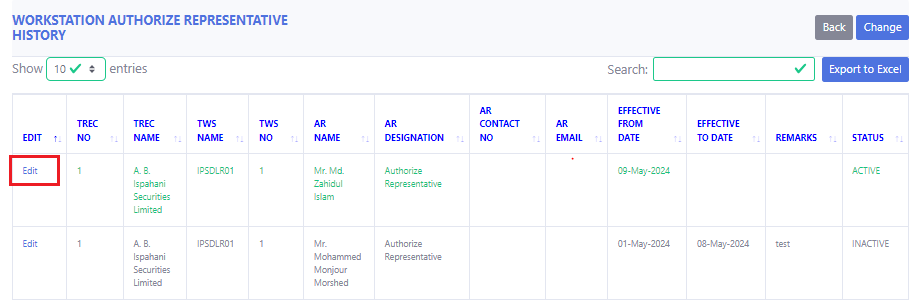 WORKSTATION AUTHORIZE REPRESENTATIVE
HISTORY
Back
Change
Show 10 entries
Search:
Export to Excel
EDIT
TREC
NO
TREC
NAME
TWS
NAME
TWS
NO
AR
NAME
AR
DESIGNATION
AR
CONTACT
NO
AR
EMAIL
EFFECTIVE
FROM
DATE
EFFECTIVE
TO DATE
REMARKS
STATUS
Edit
1
A. B.
Ispahani
Securities
Limited
IPSDLR01
1
Mr. Md.
Zahidul
Islam
Authorize
Representative
09-May-2024
ACTIVE
Edit
1
A. B.
Ispahani
Securities
Limited
IPSDLR01
1
Mr.
Mohammed
Monjour
Morshed
Authorize
Representative
01-May-2024
08-May-2024
test
INACTIVE